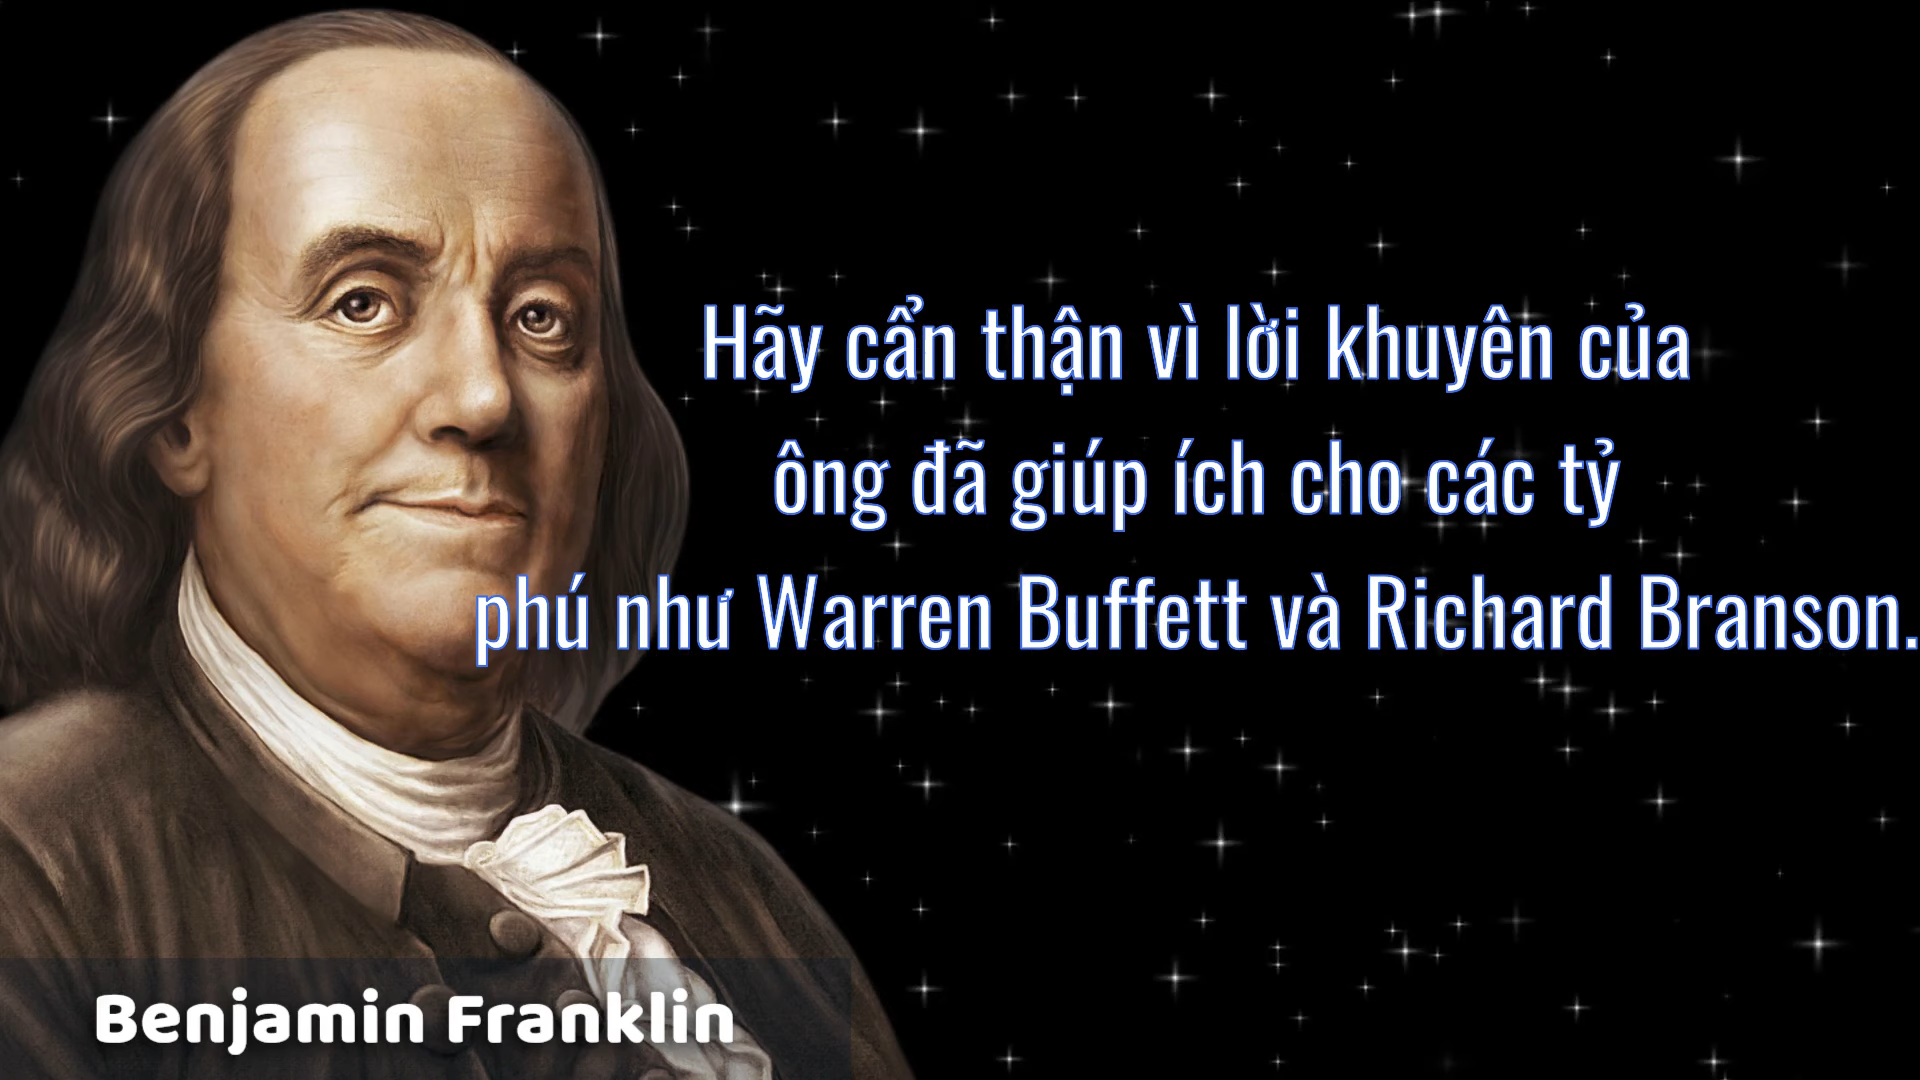 Hãy cẩn thận vì lời khuyên của
ông đã giúp ích cho các tỷ
phú như Warren Buffett và Richard Branson.
Benjamin Franklin